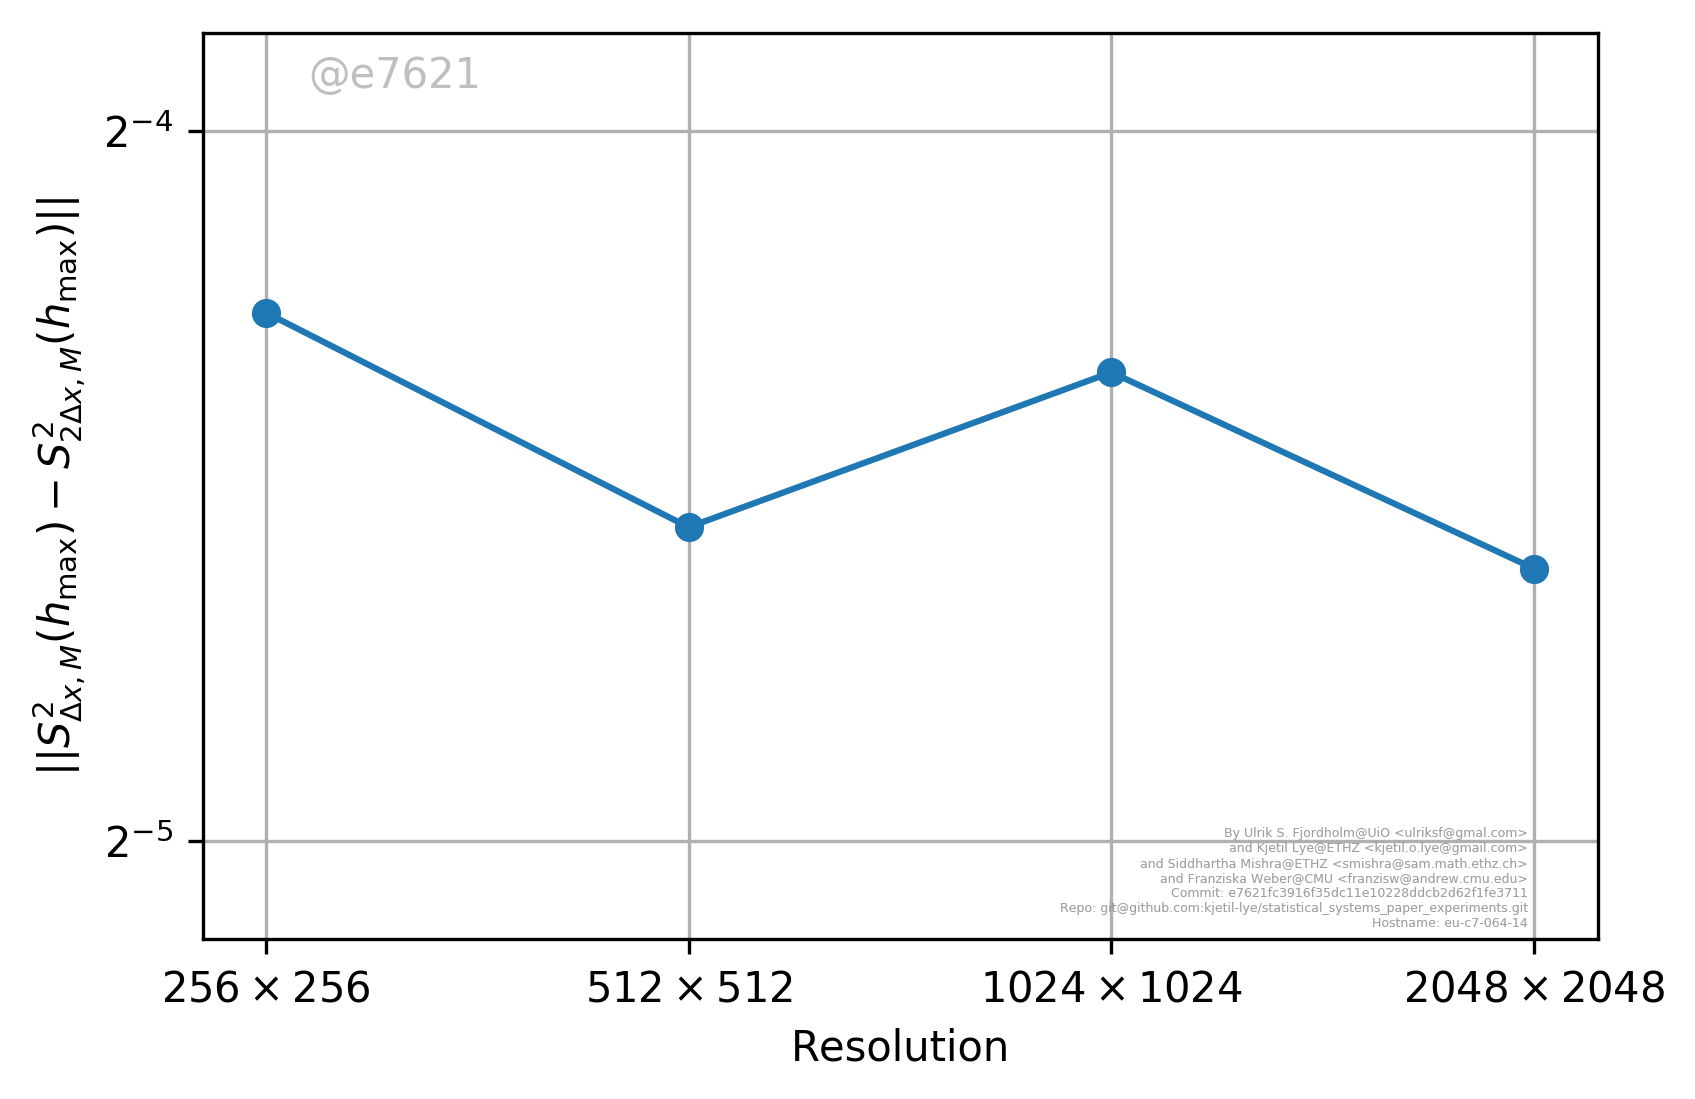 @e7621
2⁻⁴
||S²_{Δx,M}(h_max) − S²_{2Δx,M}(h_max)||
2⁻⁵
By Ulrik S. Fjordholm@UiO <ulriksf@gmal.com>
and Kjetil Lye@ETHZ <kjetil.o.lye@gmail.com>
and Siddhartha Mishra@ETHZ <smishra@sam.math.ethz.ch>
and Franziska Weber@CMU <franzisw@andrew.cmu.edu>
Commit: e7621fc3916f35dc11e10228ddcb2d62f1fe3711
Repo: git@github.com:kjetil-lye/statistical_systems_paper_experiments.git
Hostname: eu-c7-064-14
256 × 256 512 × 512 1024 × 1024 2048 × 2048
Resolution